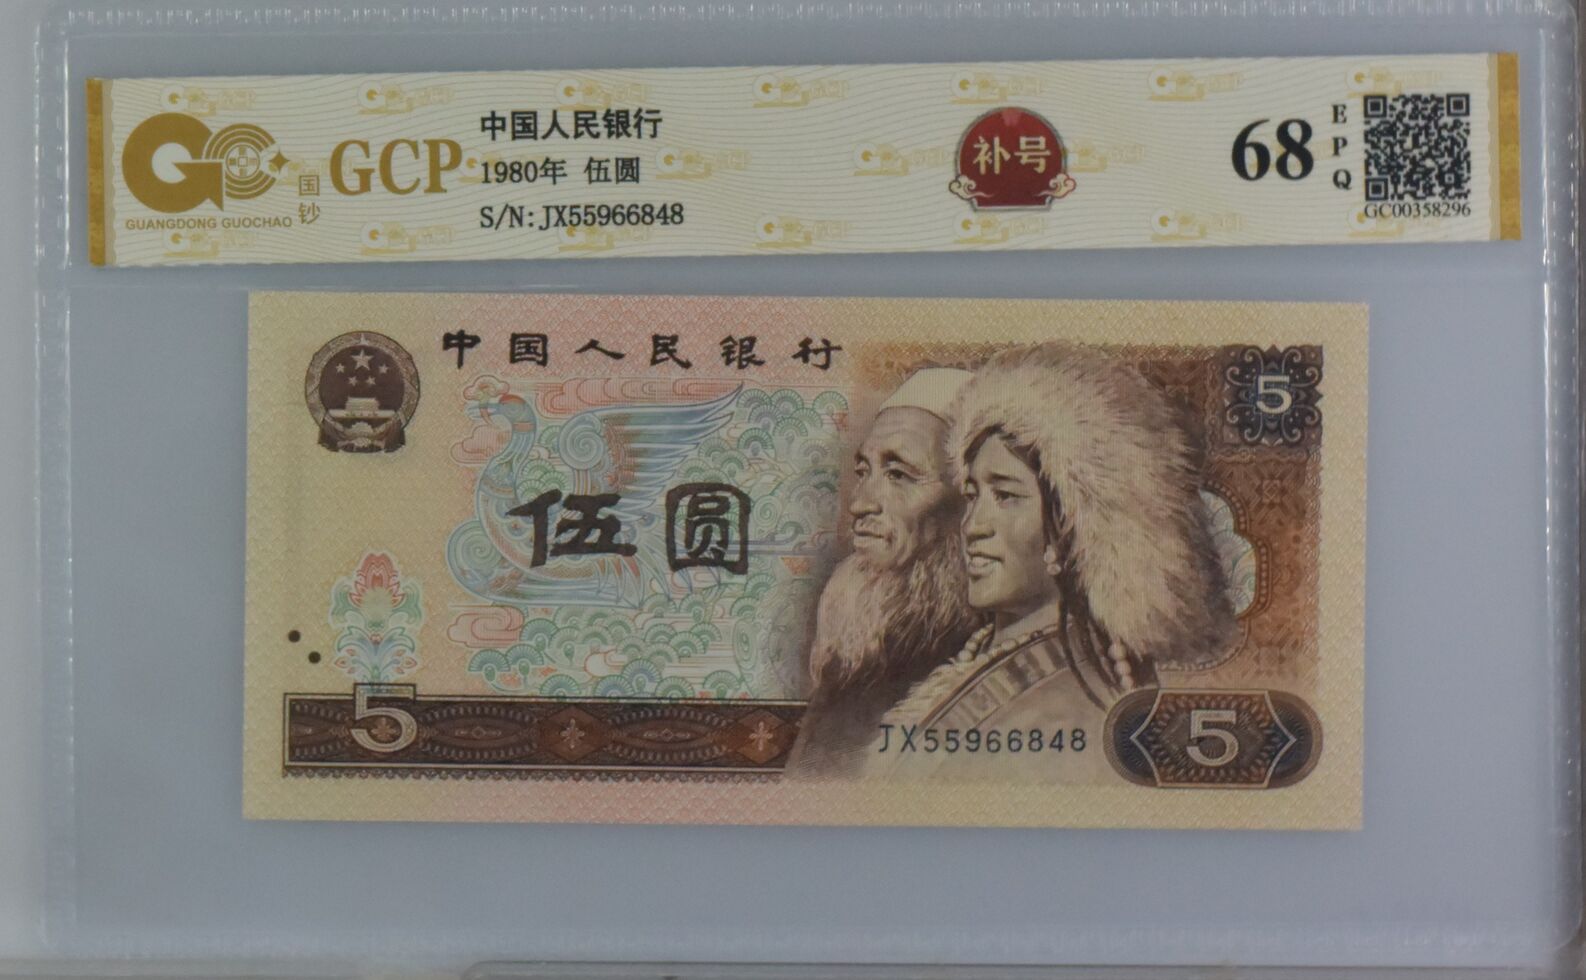 GUANGDONG GUOCHAO
国钞
GCP
中国人民银行
1980年 伍圆
S/N:JX55966848
补号
68
EPQ
GC00358296
中国人民银行
5
伍圆
5
JX55966848
5